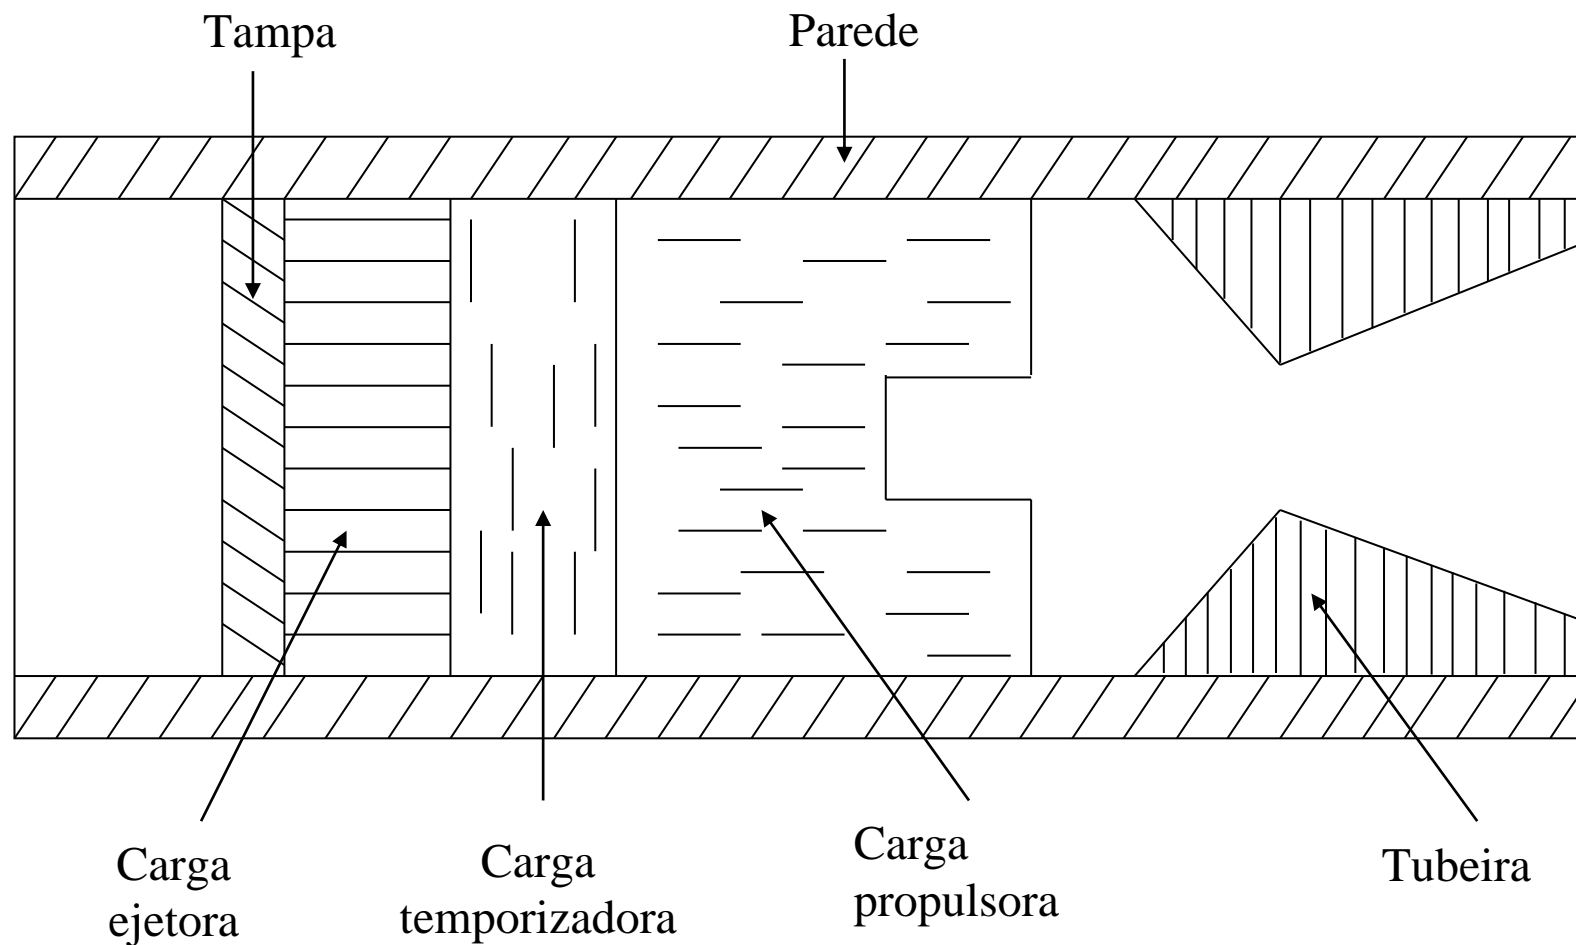 Tampa
Parede
Carga
ejetora
Carga
temporizadora
Carga
propulsora
Tubeira